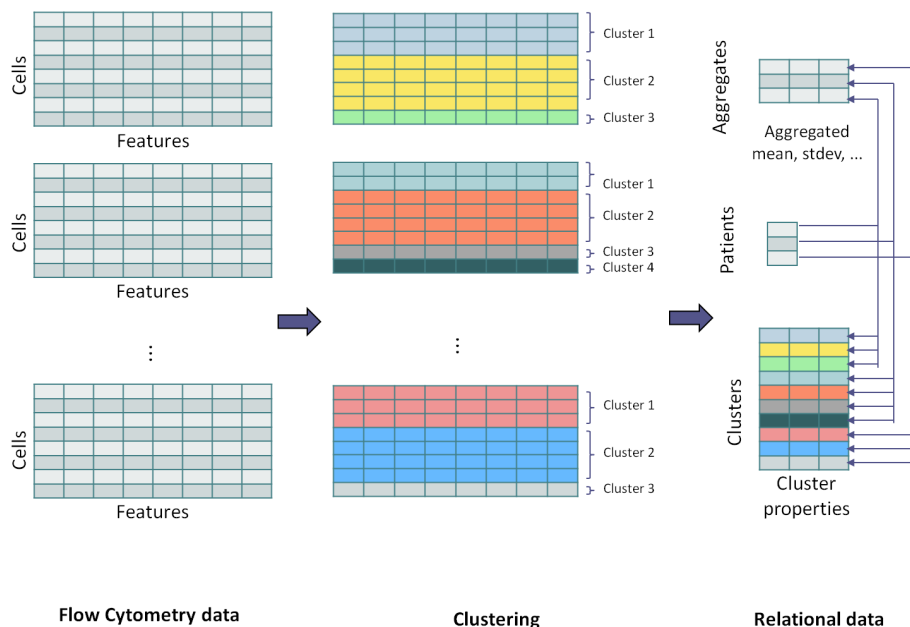 Cells
Features
Cells
Features
...
Cells
Features
Flow Cytometry data
Cluster 1
Cluster 2
Cluster 3
Cluster 1
Cluster 2
Cluster 3
Cluster 4
...
Cluster 1
Cluster 2
Cluster 3
Clustering
Aggregates
Aggregated
mean, stdev, ...
Patients
Clusters
Cluster
properties
Relational data